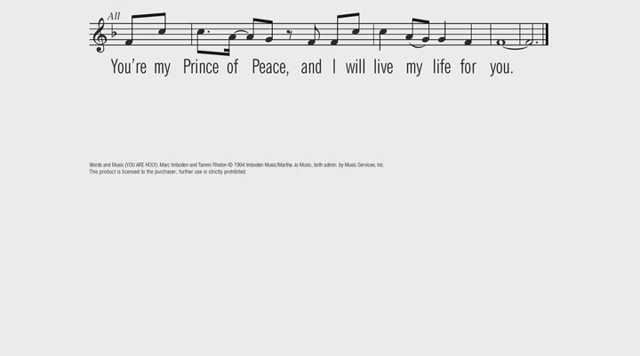 All
You're my Prince of Peace, and I will live my life for you.
Words and Music (YOU ARE HOLY): Marc Imboden and Tammi Rhoton © 1994 Imboden Music/Martha Jo Music, both admin. by Music Services, Inc.
This product is licensed to the purchaser; further use is strictly prohibited.